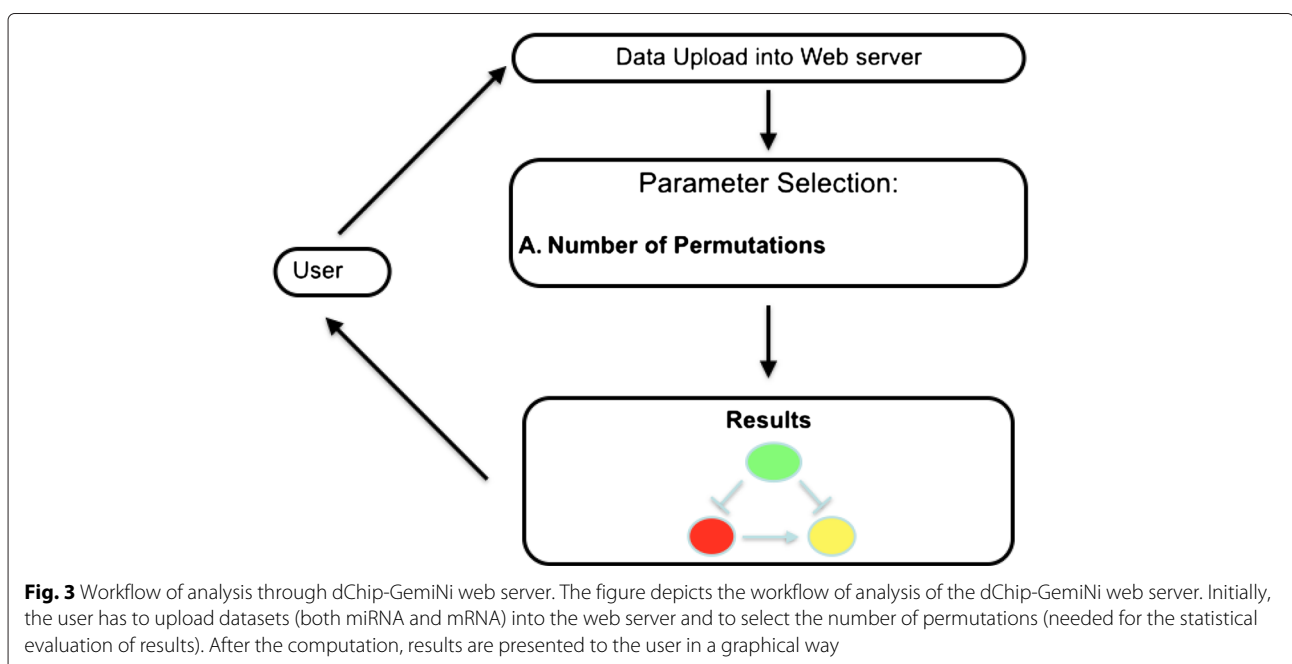 Data Upload into Web server
Parameter Selection:
A. Number of Permutations
User
Results
Fig. 3 Workflow of analysis through dChip-GemiNi web server. The figure depicts the workflow of analysis of the dChip-GemiNi web server. Initially,
the user has to upload datasets (both miRNA and mRNA) into the web server and to select the number of permutations (needed for the statistical
evaluation of results). After the computation, results are presented to the user in a graphical way